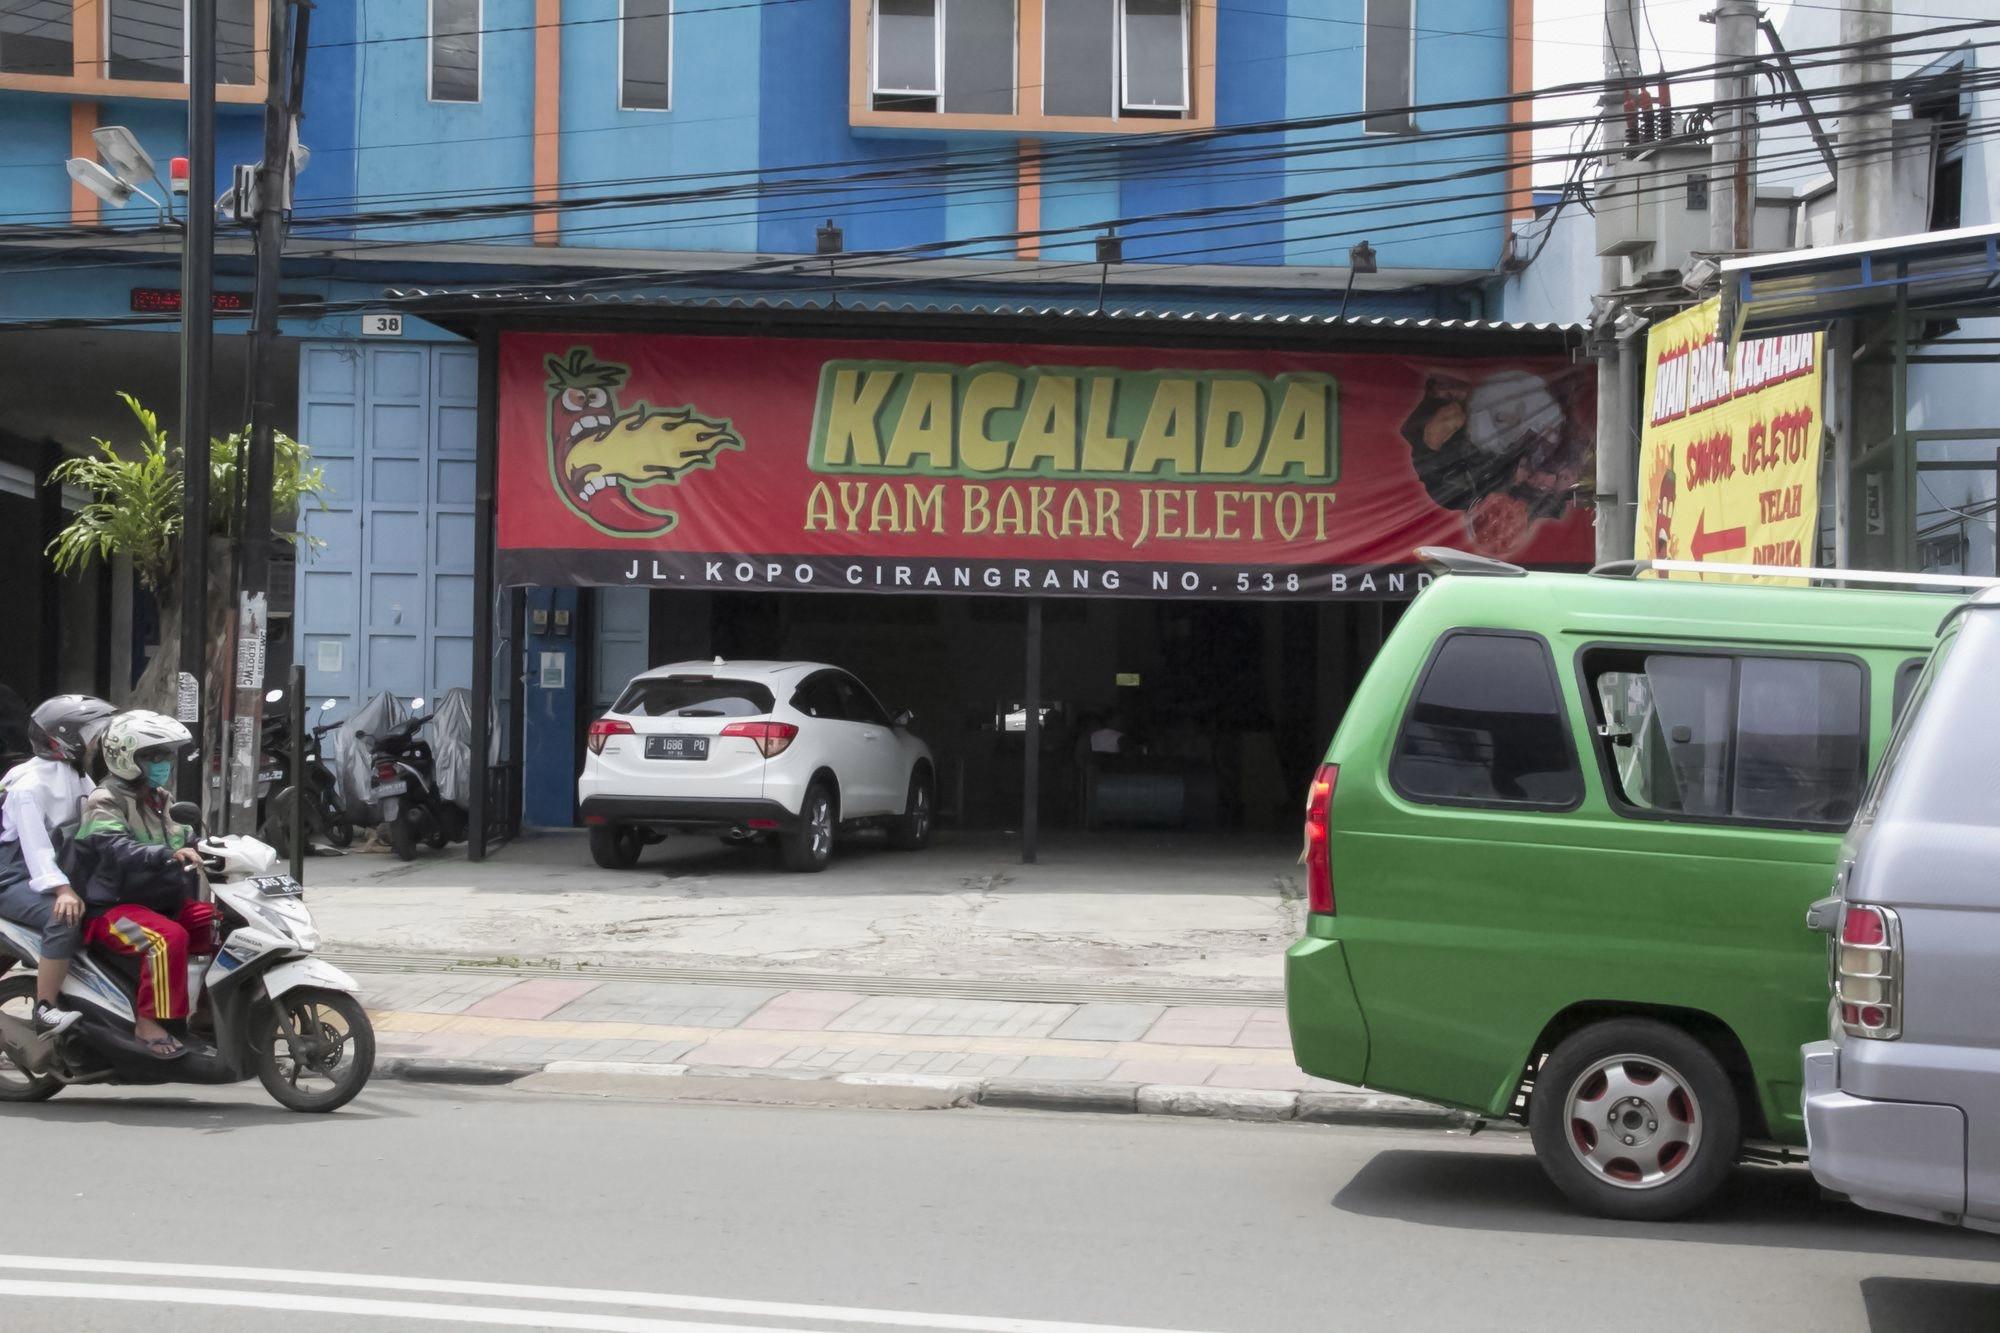 38
KACALADA
AYAM BAKAR JELETOT
JL. KOPO CIRANGRANG NO. 538 BAND
AYAM BAKAR KACALADA
SAMBAL JELETOT
TELAH
DIBUKA
F 1686 PQ
HONDA